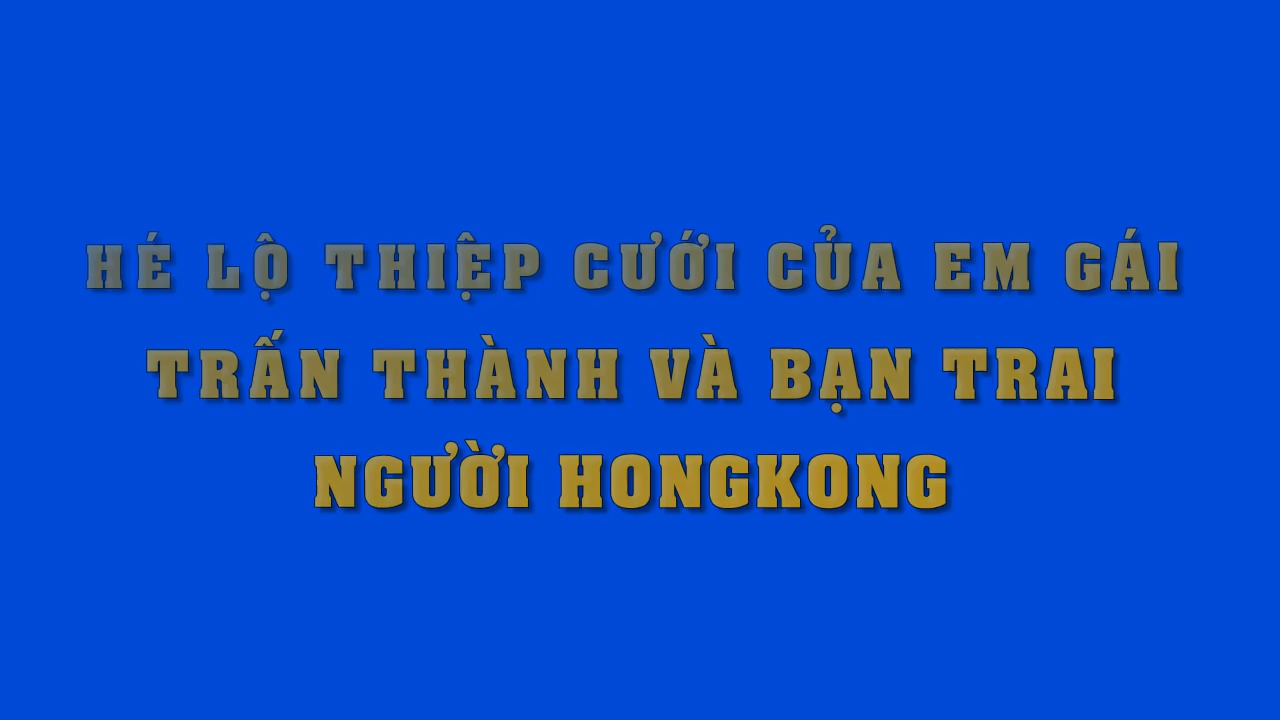 HÉ LỘ THIỆP CƯỚI CỦA EM GÁI
TRẤN THÀNH VÀ BẠN TRAI
NGƯỜI HONGKONG